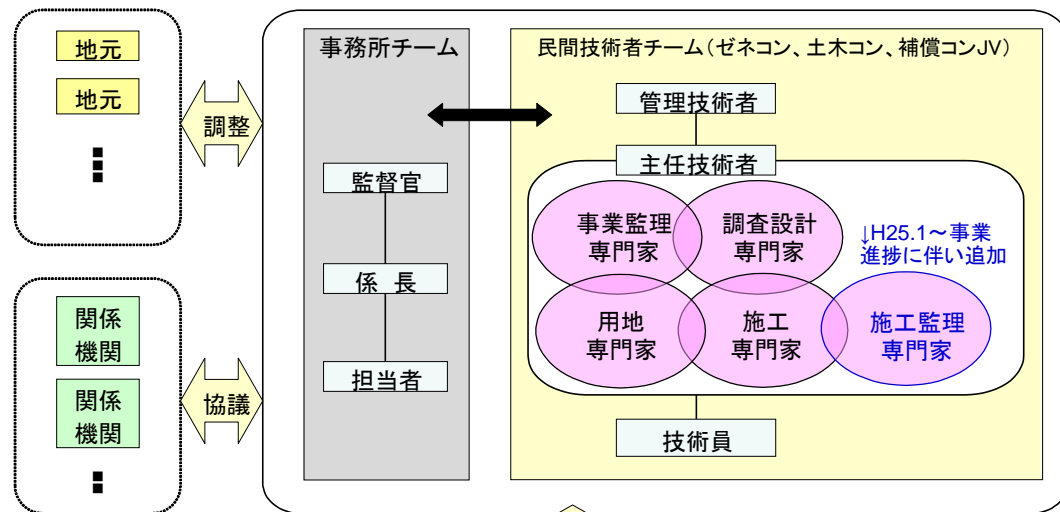 地元
地元
調整
関係
機関
関係
機関
協議
事務所チーム
監督官
係 長
担当者
民間技術者チーム（ゼネコン、土木コン、補償コンJV）
管理技術者
主任技術者
事業監理
専門家
調査設計
専門家
↓H25.1～事業
進捗に伴い追加
用地
専門家
施工
専門家
施工監理
専門家
技術員